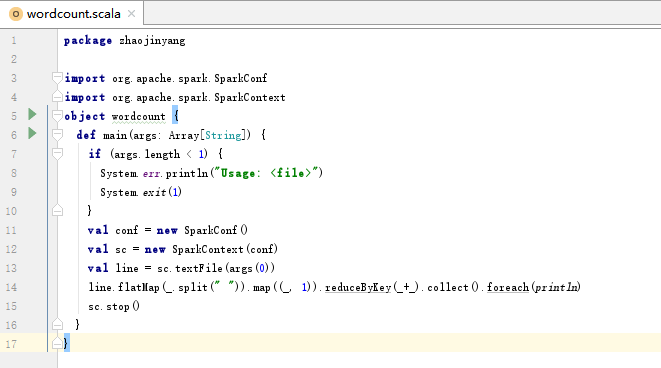 wordcount.scala
1 package zhaojinyang
2
3 import org.apache.spark.SparkConf
4 import org.apache.spark.SparkContext
5 object wordcount {
6 def main(args: Array[String]) {
7 if (args.length < 1) {
8 System.err.println("Usage: <file>")
9 System.exit(1)
10 }
11 val conf = new SparkConf()
12 val sc = new SparkContext(conf)
13 val line = sc.textFile(args(0))
14 line.flatMap(_.split(" ")).map((_, 1)).reduceByKey(_+_).collect().foreach(println)
15 sc.stop()
16 }
17 }